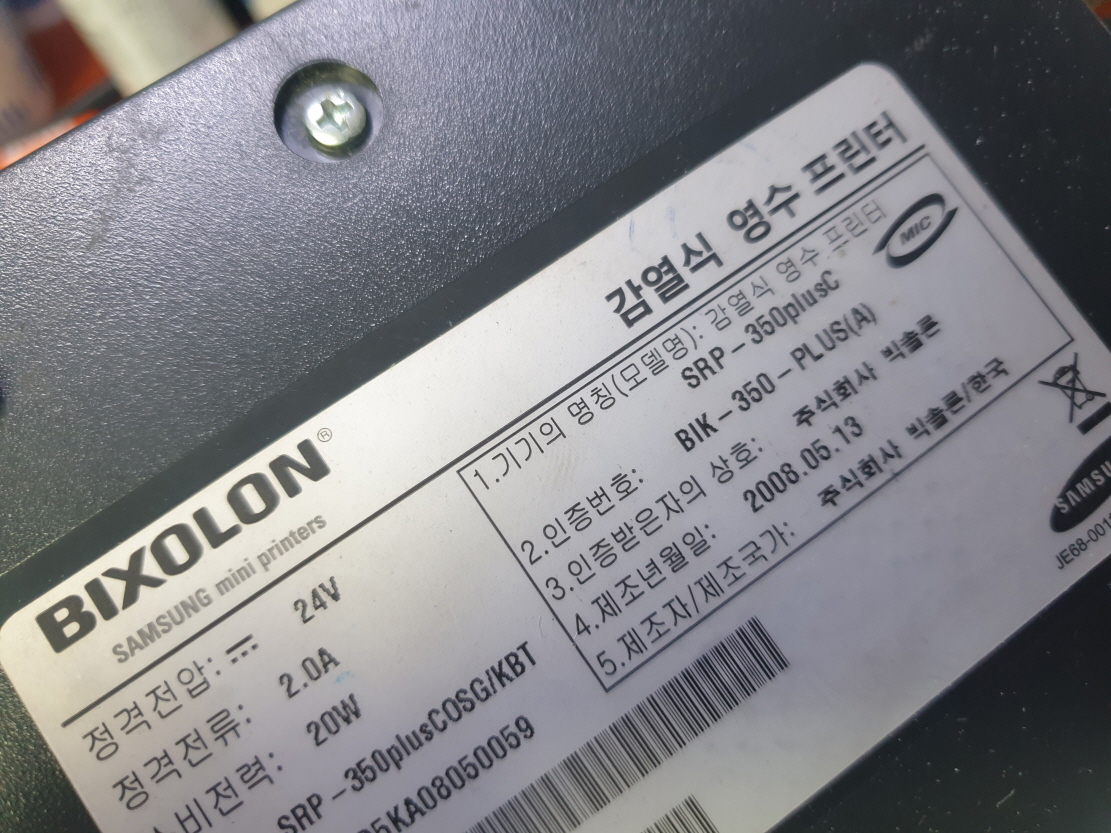 감열식 영수 프린터
BIXOLON®
SAMSUNG mini printers
정격전압: 24V
정격전류: 2.0A
소비전력: 20W
SRP-350plusCOSG/KBT
5KA08050059
1.기기의 명칭(모델명): 감열식 영수 프린터
SRP-350plusC
2.인증번호: BIK-350-PLUS(A)
3.인증받은자의 상호: 주식회사 빅솔론
4.제조년월일: 2008.05.13
5.제조자/제조국가: 주식회사 빅솔론/한국
MIC
SAMSU
JE68-001